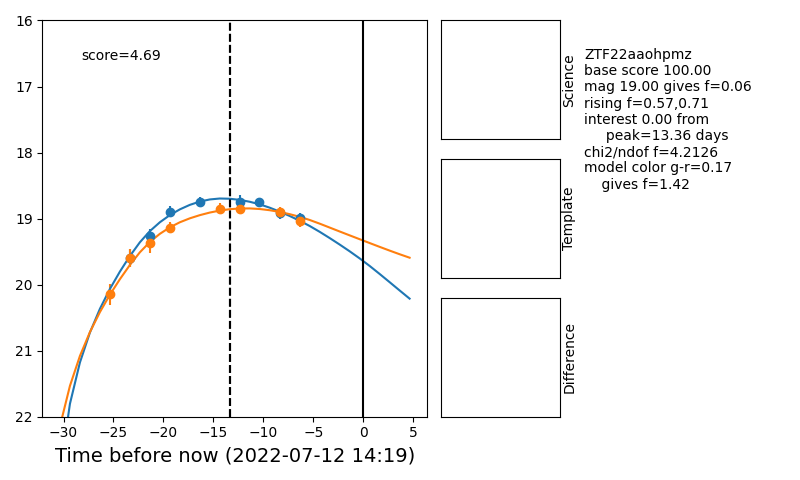 score=4.69
16
17
18
19
20
21
22
−30
−25
−20
−15
−10
−5
0
5
Time before now (2022-07-12 14:19)
Science
Template
Difference
ZTF22aaohpmz
base score 100.00
mag 19.00 gives f=0.06
rising f=0.57,0.71
interest 0.00 from
peak=13.36 days
chi2/ndof f=4.2126
model color g-r=0.17
gives f=1.42